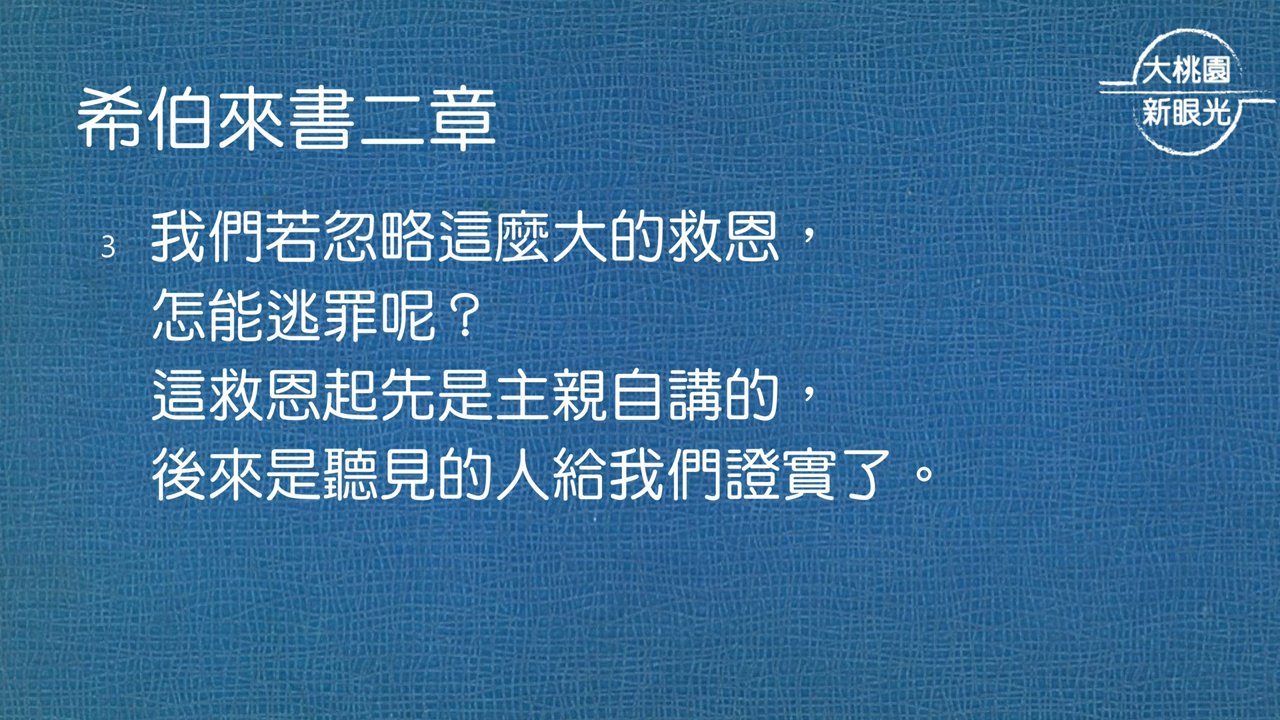 大桃園
新眼光
希伯來書二章
3 我們若忽略這麼大的救恩，
怎能逃罪呢？
這救恩起先是主親自講的，
後來是聽見的人給我們證實了。